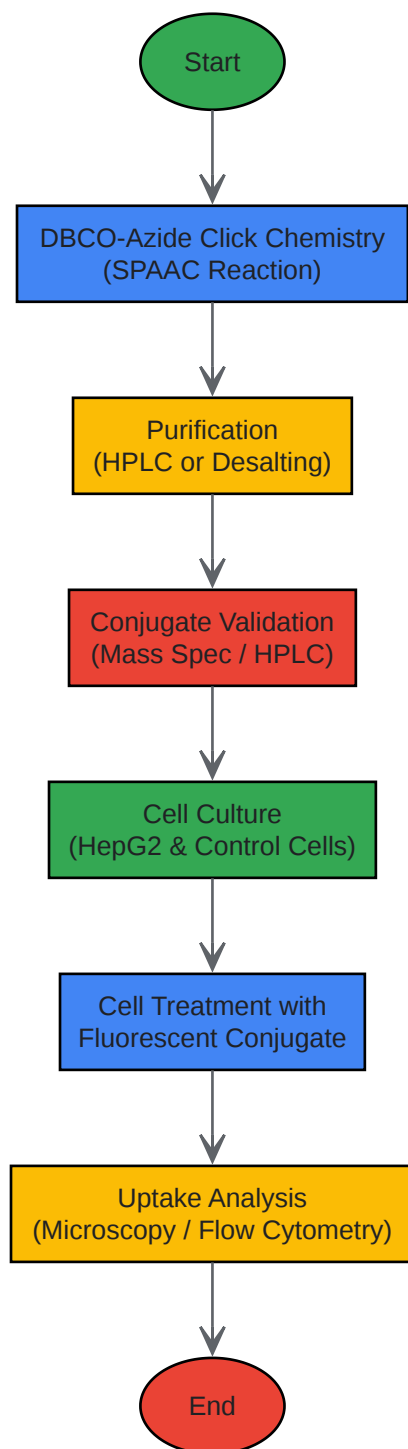 Start
DBCO-Azide Click Chemistry
(SPAAC Reaction)
Purification
(HPLC or Desalting)
Conjugate Validation
(Mass Spec / HPLC)
Cell Culture
(HepG2 & Control Cells)
Cell Treatment with
Fluorescent Conjugate
Uptake Analysis
(Microscopy / Flow Cytometry)
End